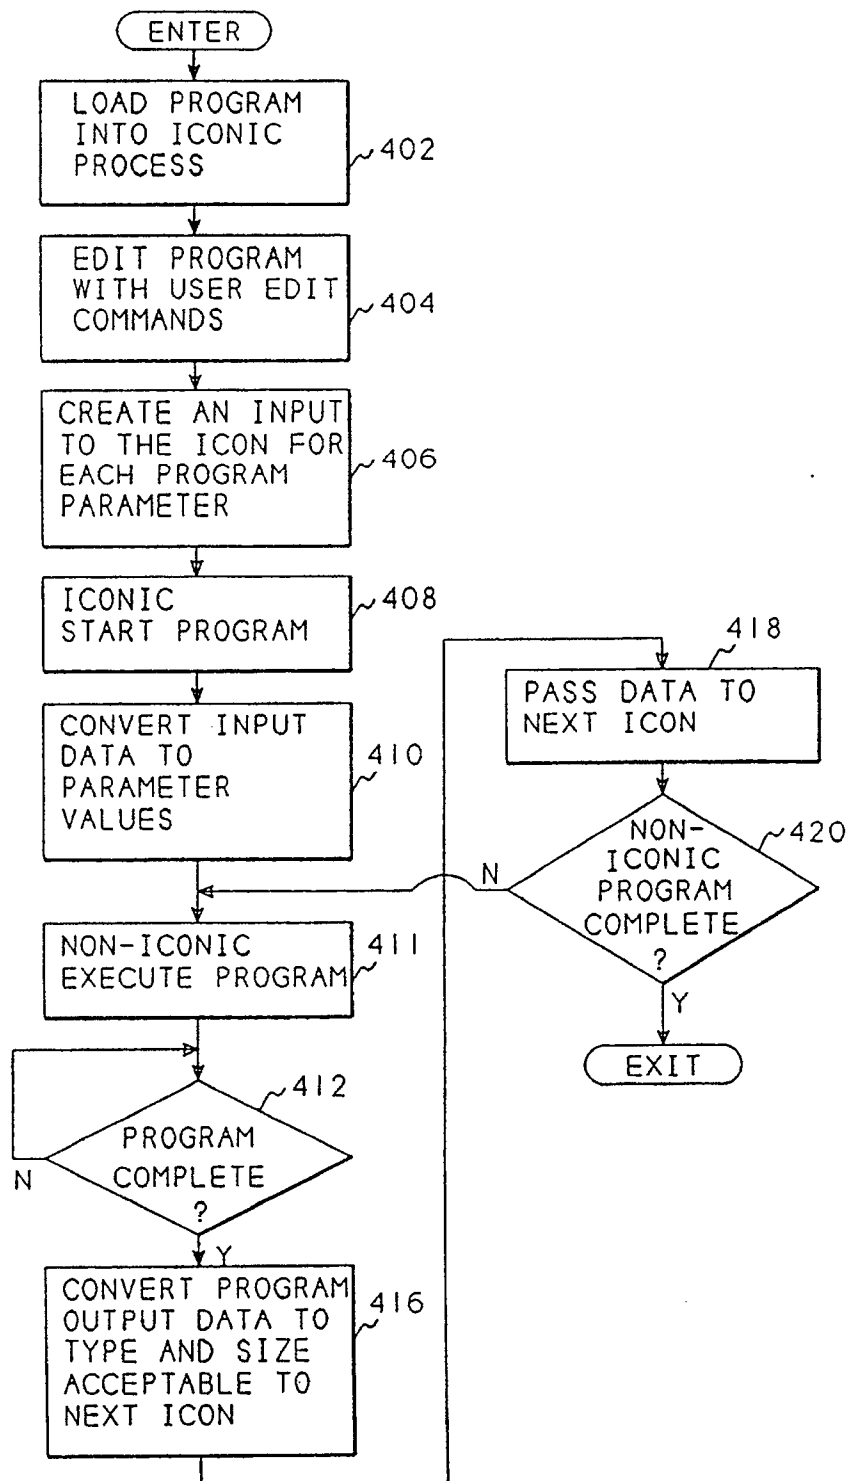 ENTER
LOAD PROGRAM
INTO ICONIC
PROCESS
402
EDIT PROGRAM
WITH USER EDIT
COMMANDS
404
CREATE AN INPUT
TO THE ICON FOR
EACH PROGRAM
PARAMETER
406
ICONIC
START PROGRAM
408
CONVERT INPUT
DATA TO
PARAMETER
VALUES
410
NON-ICONIC
EXECUTE PROGRAM
411
PROGRAM
COMPLETE
?
412
N
Y
CONVERT PROGRAM
OUTPUT DATA TO
TYPE AND SIZE
ACCEPTABLE TO
NEXT ICON
416
418
PASS DATA TO
NEXT ICON
NON-
ICONIC
PROGRAM
COMPLETE
?
420
N
Y
EXIT